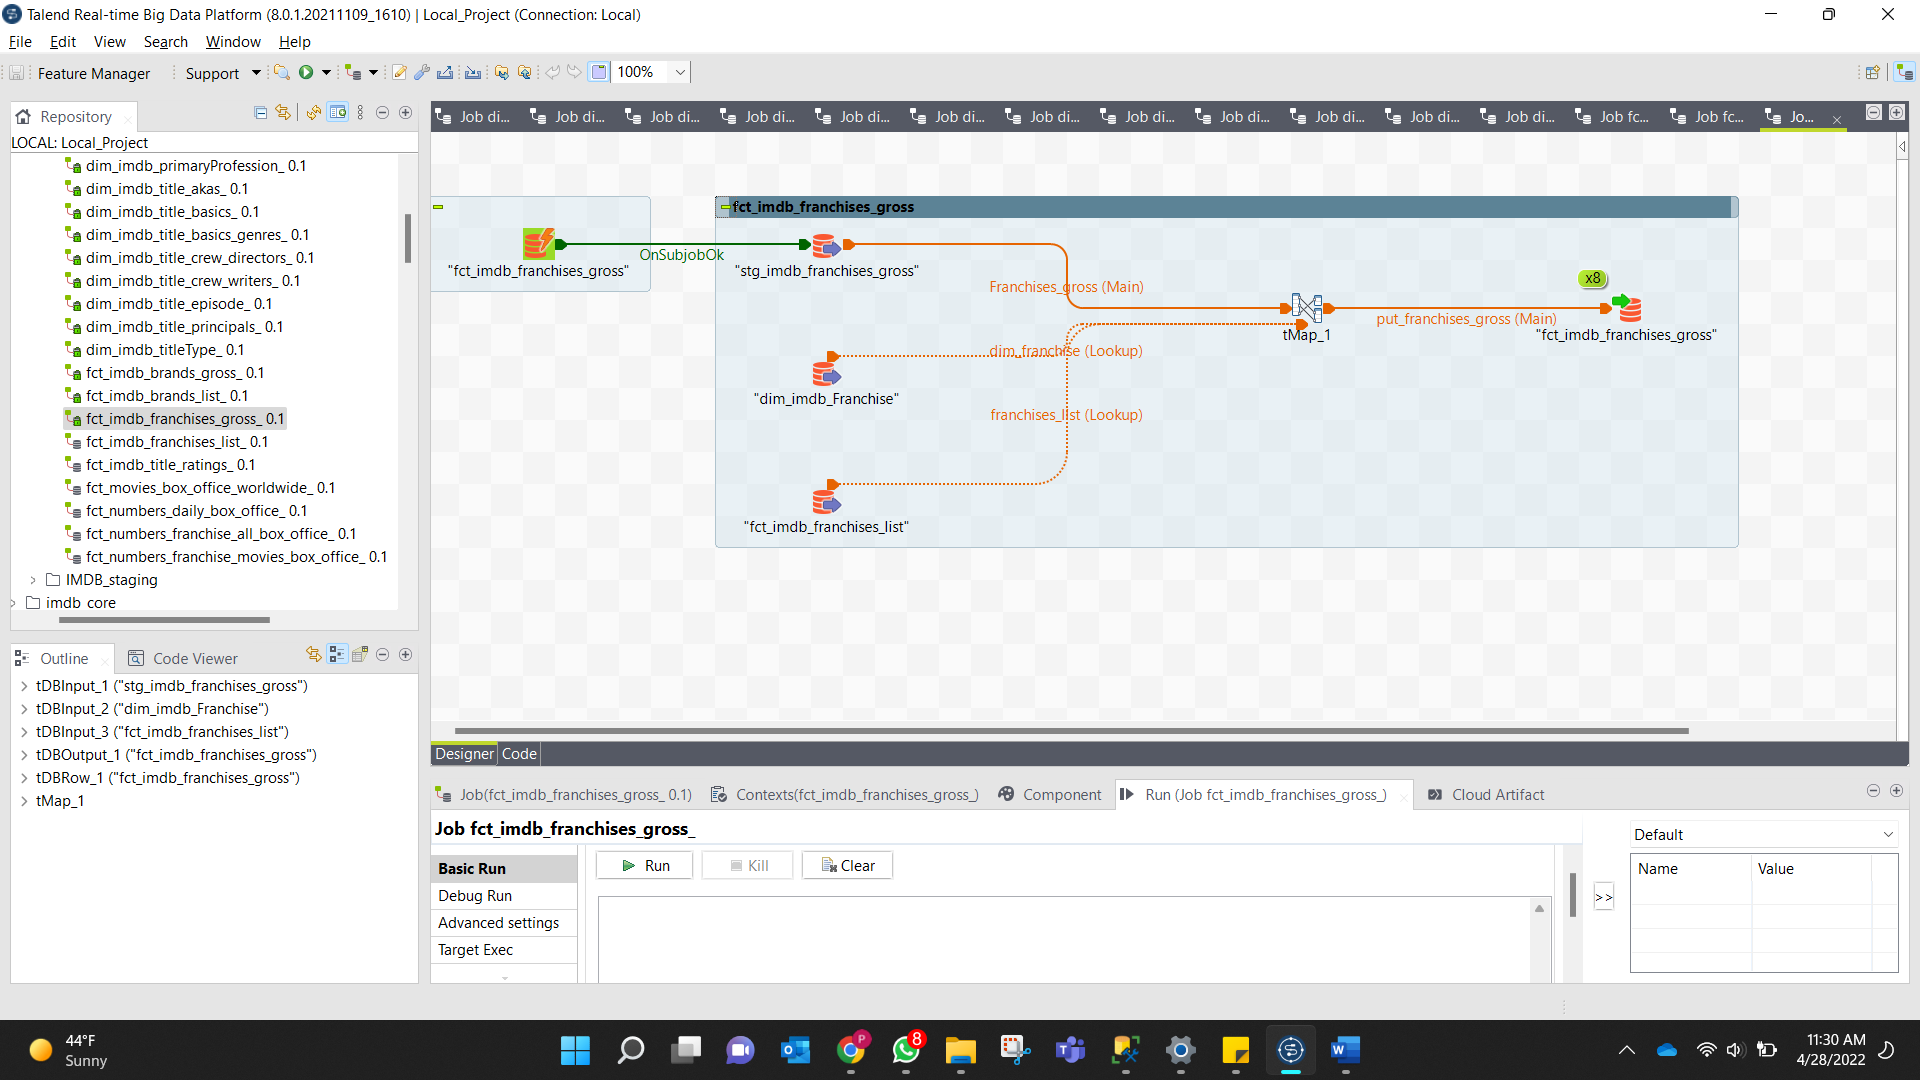 Talend Real-time Big Data Platform (8.0.1.20211109_1610) | Local_Project (Connection: Local)
File Edit View Search Window Help
Feature Manager Support 100%
Repository
LOCAL: Local_Project
dim_imdb_primaryProfession_ 0.1
dim_imdb_title_akas_ 0.1
dim_imdb_title_basics_ 0.1
dim_imdb_title_basics_genres_ 0.1
dim_imdb_title_crew_directors_ 0.1
dim_imdb_title_crew_writers_ 0.1
dim_imdb_title_episode_ 0.1
dim_imdb_title_principals_ 0.1
dim_imdb_titleType_ 0.1
fct_imdb_brands_gross_ 0.1
fct_imdb_brands_list_ 0.1
fct_imdb_franchises_gross_ 0.1
fct_imdb_franchises_list_ 0.1
fct_imdb_title_ratings_ 0.1
fct_movies_box_office_worldwide_ 0.1
fct_numbers_daily_box_office_ 0.1
fct_numbers_franchise_all_box_office_ 0.1
fct_numbers_franchise_movies_box_office_ 0.1
IMDB_staging
imdb core
Outline Code Viewer
tDBInput_1 ("stg_imdb_franchises_gross")
tDBInput_2 ("dim_imdb_Franchise")
tDBInput_3 ("fct_imdb_franchises_list")
tDBOutput_1 ("fct_imdb_franchises_gross")
tDBRow_1 ("fct_imdb_franchises_gross")
tMap_1
Job di... Job di... Job di... Job di... Job di... Job di... Job di... Job di... Job di... Job di... Job di... Job di... Job fc... Job fc... Jo...
fct_imdb_franchises_gross
"fct_imdb_franchises_gross"
OnSubjobOk
"stg_imdb_franchises_gross"
Franchises_gross (Main)
x8
put_franchises_gross (Main)
tMap_1
"fct_imdb_franchises_gross"
dim_franchise (Lookup)
"dim_imdb_Franchise"
franchises_list (Lookup)
"fct_imdb_franchises_list"
Designer Code
Job(fct_imdb_franchises_gross_ 0.1) Contexts(fct_imdb_franchises_gross_) Component Run (Job fct_imdb_franchises_gross_) Cloud Artifact
Job fct_imdb_franchises_gross_
Basic Run
Debug Run
Advanced settings
Target Exec
Run Kill Clear
>>
Default
Name Value
44°F
Sunny
P
8
11:30 AM
4/28/2022